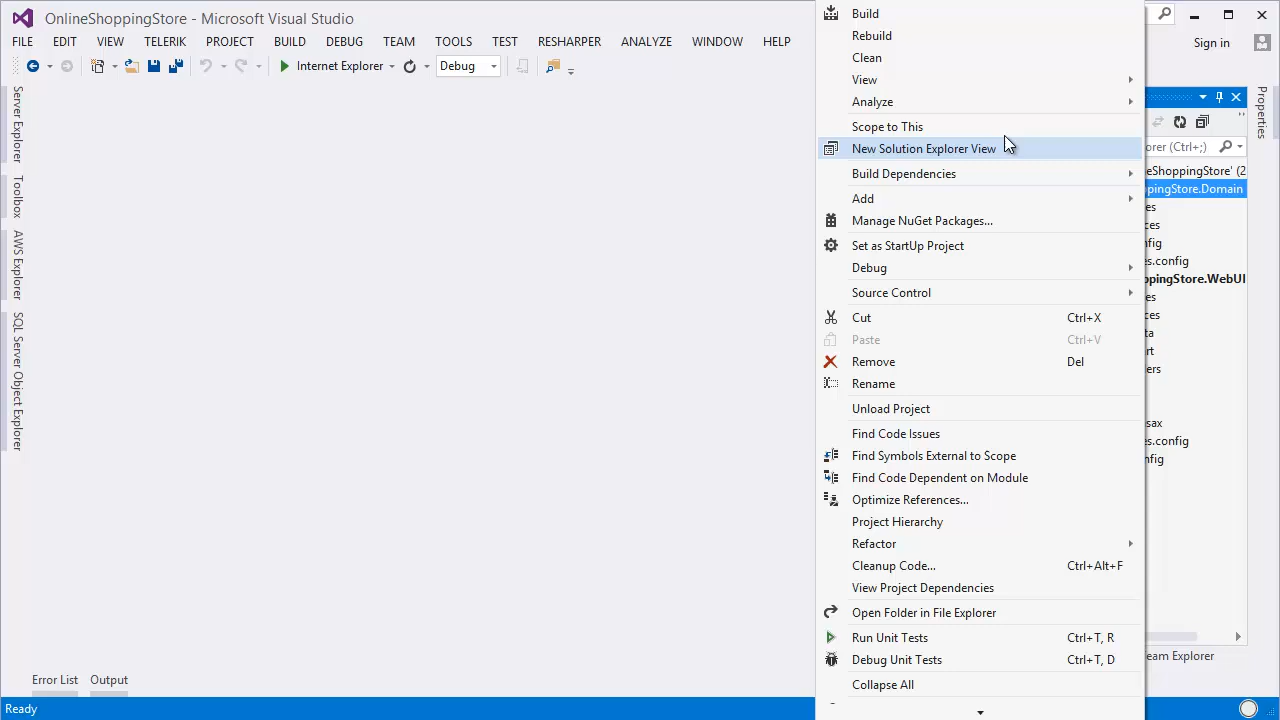 OnlineShoppingStore - Microsoft Visual Studio
FILE EDIT VIEW TELERIK PROJECT BUILD DEBUG TEAM TOOLS TEST RESHARPER ANALYZE WINDOW HELP
Sign in
Internet Explorer
Debug
Server Explorer
Toolbox
AWS Explorer
SQL Server Object Explorer
Build
Rebuild
Clean
View
Analyze
Scope to This
New Solution Explorer View
Build Dependencies
Add
Manage NuGet Packages...
Set as StartUp Project
Debug
Source Control
Cut Ctrl+X
Paste Ctrl+V
Remove Del
Rename
Unload Project
Find Code Issues
Find Symbols External to Scope
Find Code Dependent on Module
Optimize References...
Project Hierarchy
Refactor
Cleanup Code... Ctrl+Alt+F
View Project Dependencies
Open Folder in File Explorer
Run Unit Tests Ctrl+T, R
Debug Unit Tests Ctrl+T, D
Collapse All
Properties
orer (Ctrl+;)
eShoppingStore' (2
ppingStore.Domain
es
ces
fig
es.config
ppingStore.WebUI
es
ces
ta
rt
ers
sax
es.config
fig
eam Explorer
Error List Output
Ready